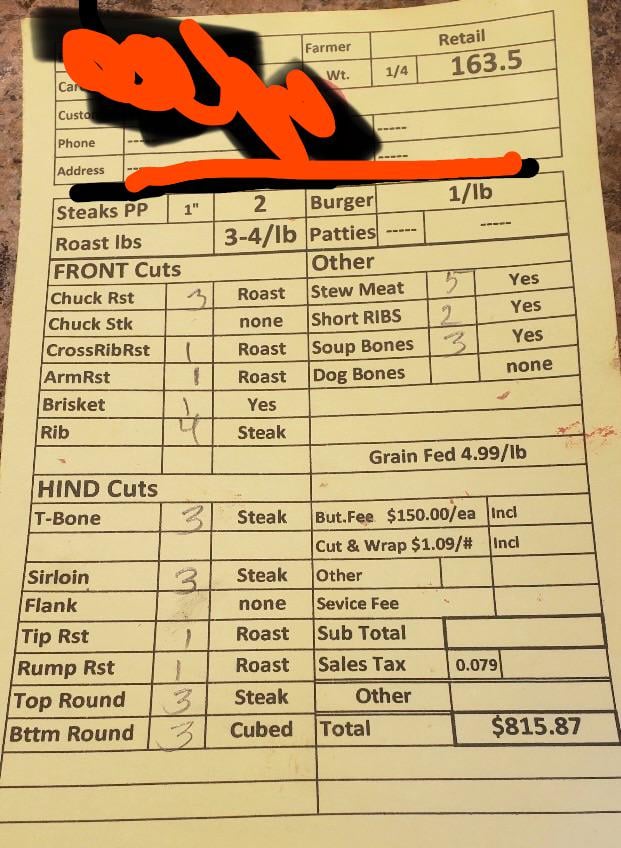 Farmer Retail
Wt. 1/4 163.5
Phone ---
Address --- -----
Steaks PP 1" 2 Burger 1/lb
Roast lbs 3-4/lb Patties ----- -----
FRONT Cuts Other
Chuck Rst 3 Roast Stew Meat 5 Yes
Chuck Stk none Short RIBS 2 Yes
CrossRibRst 1 Roast Soup Bones 3 Yes
ArmRst 1 Roast Dog Bones none
Brisket 1 Yes
Rib 4 Steak
Grain Fed 4.99/lb
HIND Cuts
T-Bone 3 Steak But.Fee $150.00/ea Incl
Cut & Wrap $1.09/# Incl
Sirloin 3 Steak Other
Flank none Sevice Fee
Tip Rst 1 Roast Sub Total
Rump Rst 1 Roast Sales Tax 0.079
Top Round 3 Steak Other
Bttm Round 3 Cubed Total $815.87